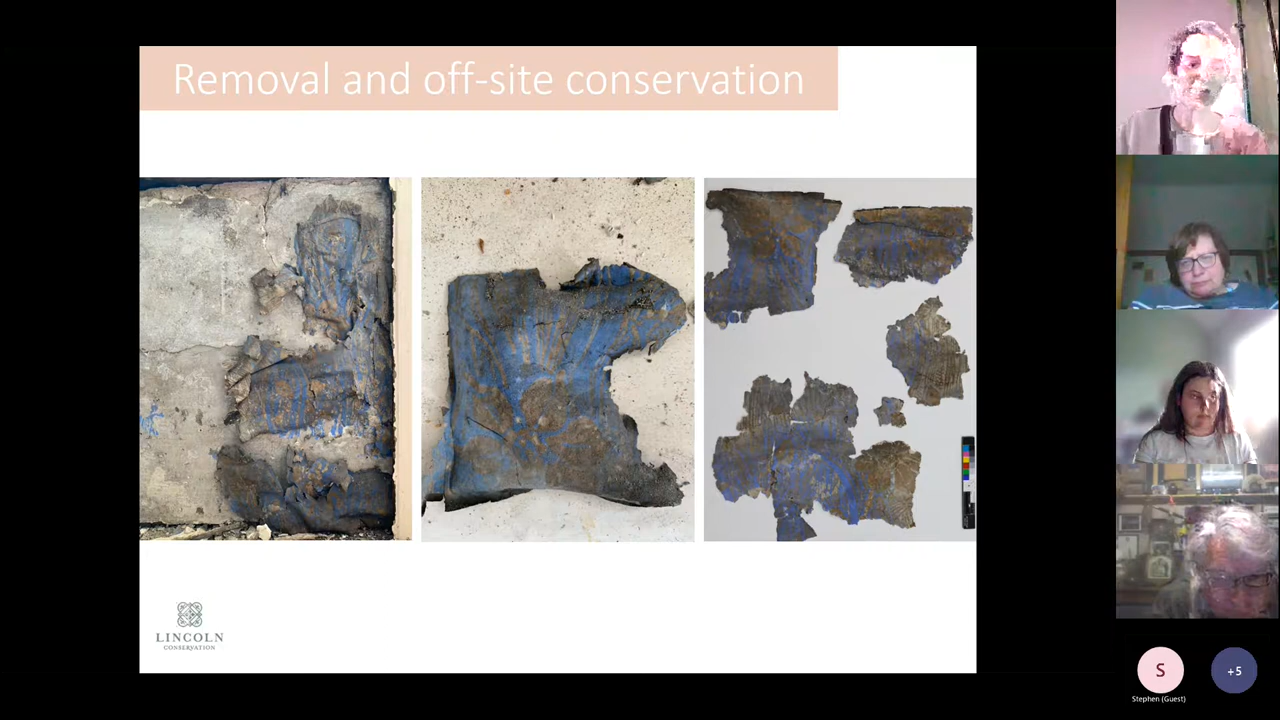 Removal and off-site conservation
LINCOLN
CONSERVATION
S
+5
Stephen (Guest)